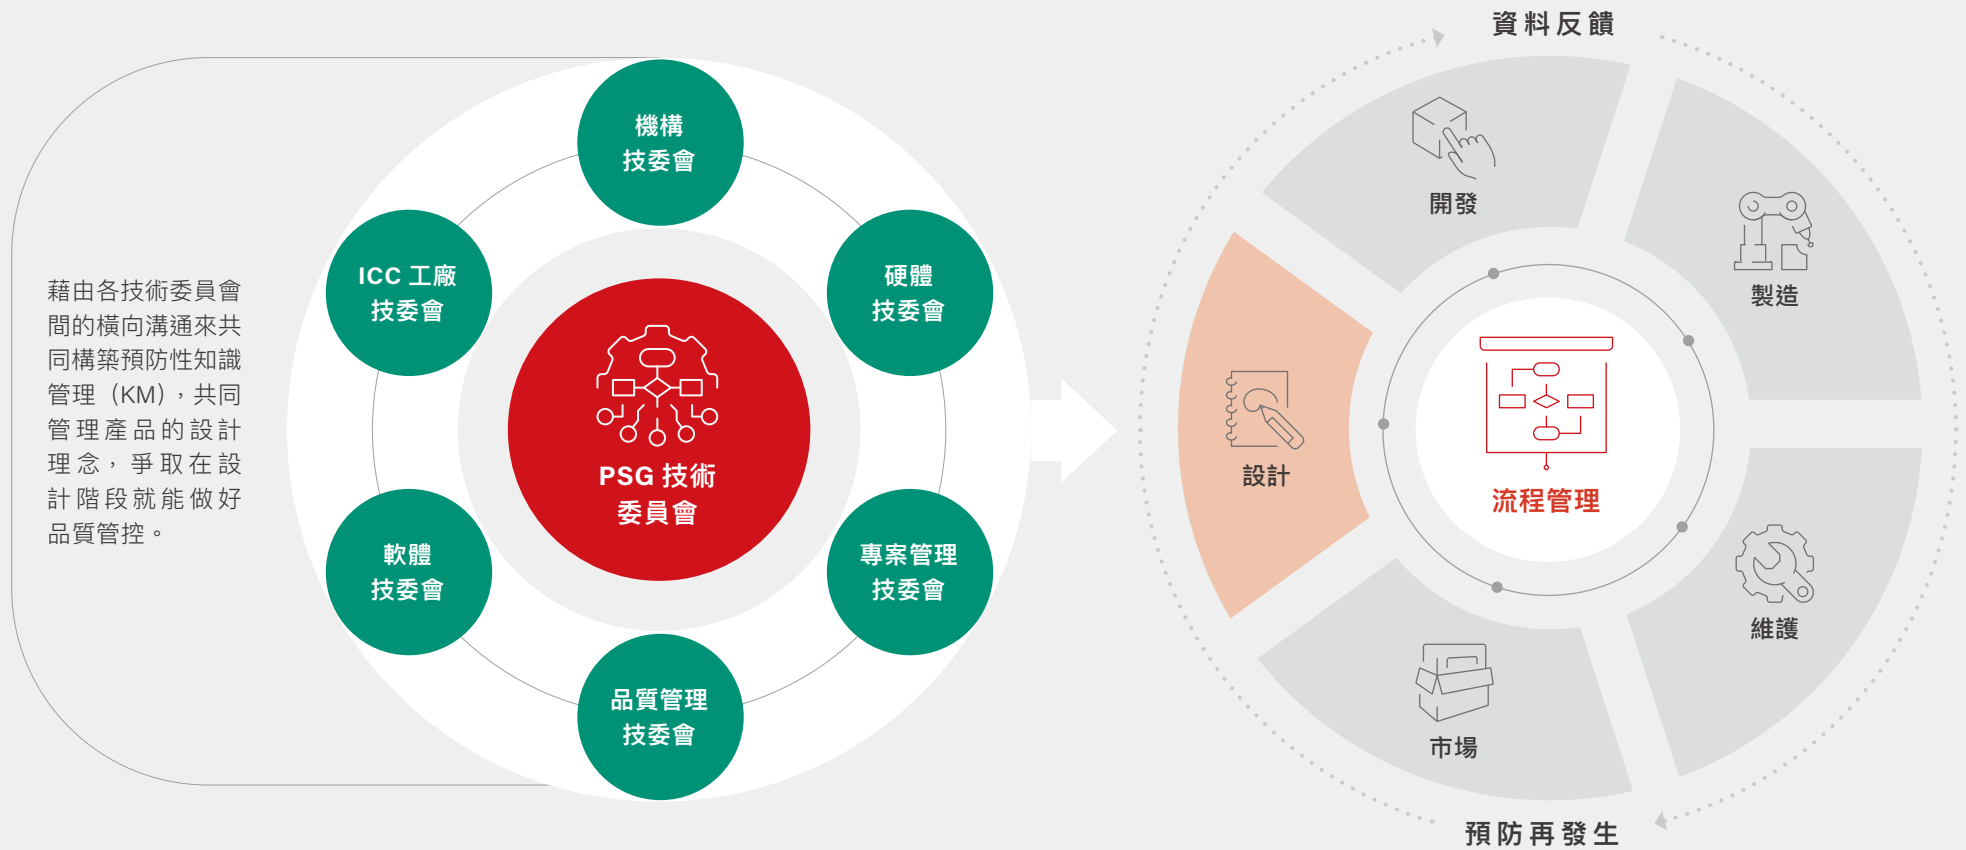 藉由各技術委員會
間的橫向溝通來共
同構築預防性知識
管理（KM），共同
管理產品的設計
理念，爭取在設
計階段就能做好
品質管控。
機構
技委會
ICC 工廠
技委會
硬體
技委會
PSG 技術
委員會
軟體
技委會
專案管理
技委會
品質管理
技委會
資料反饋
開發
製造
設計
流程管理
維護
市場
預防再發生